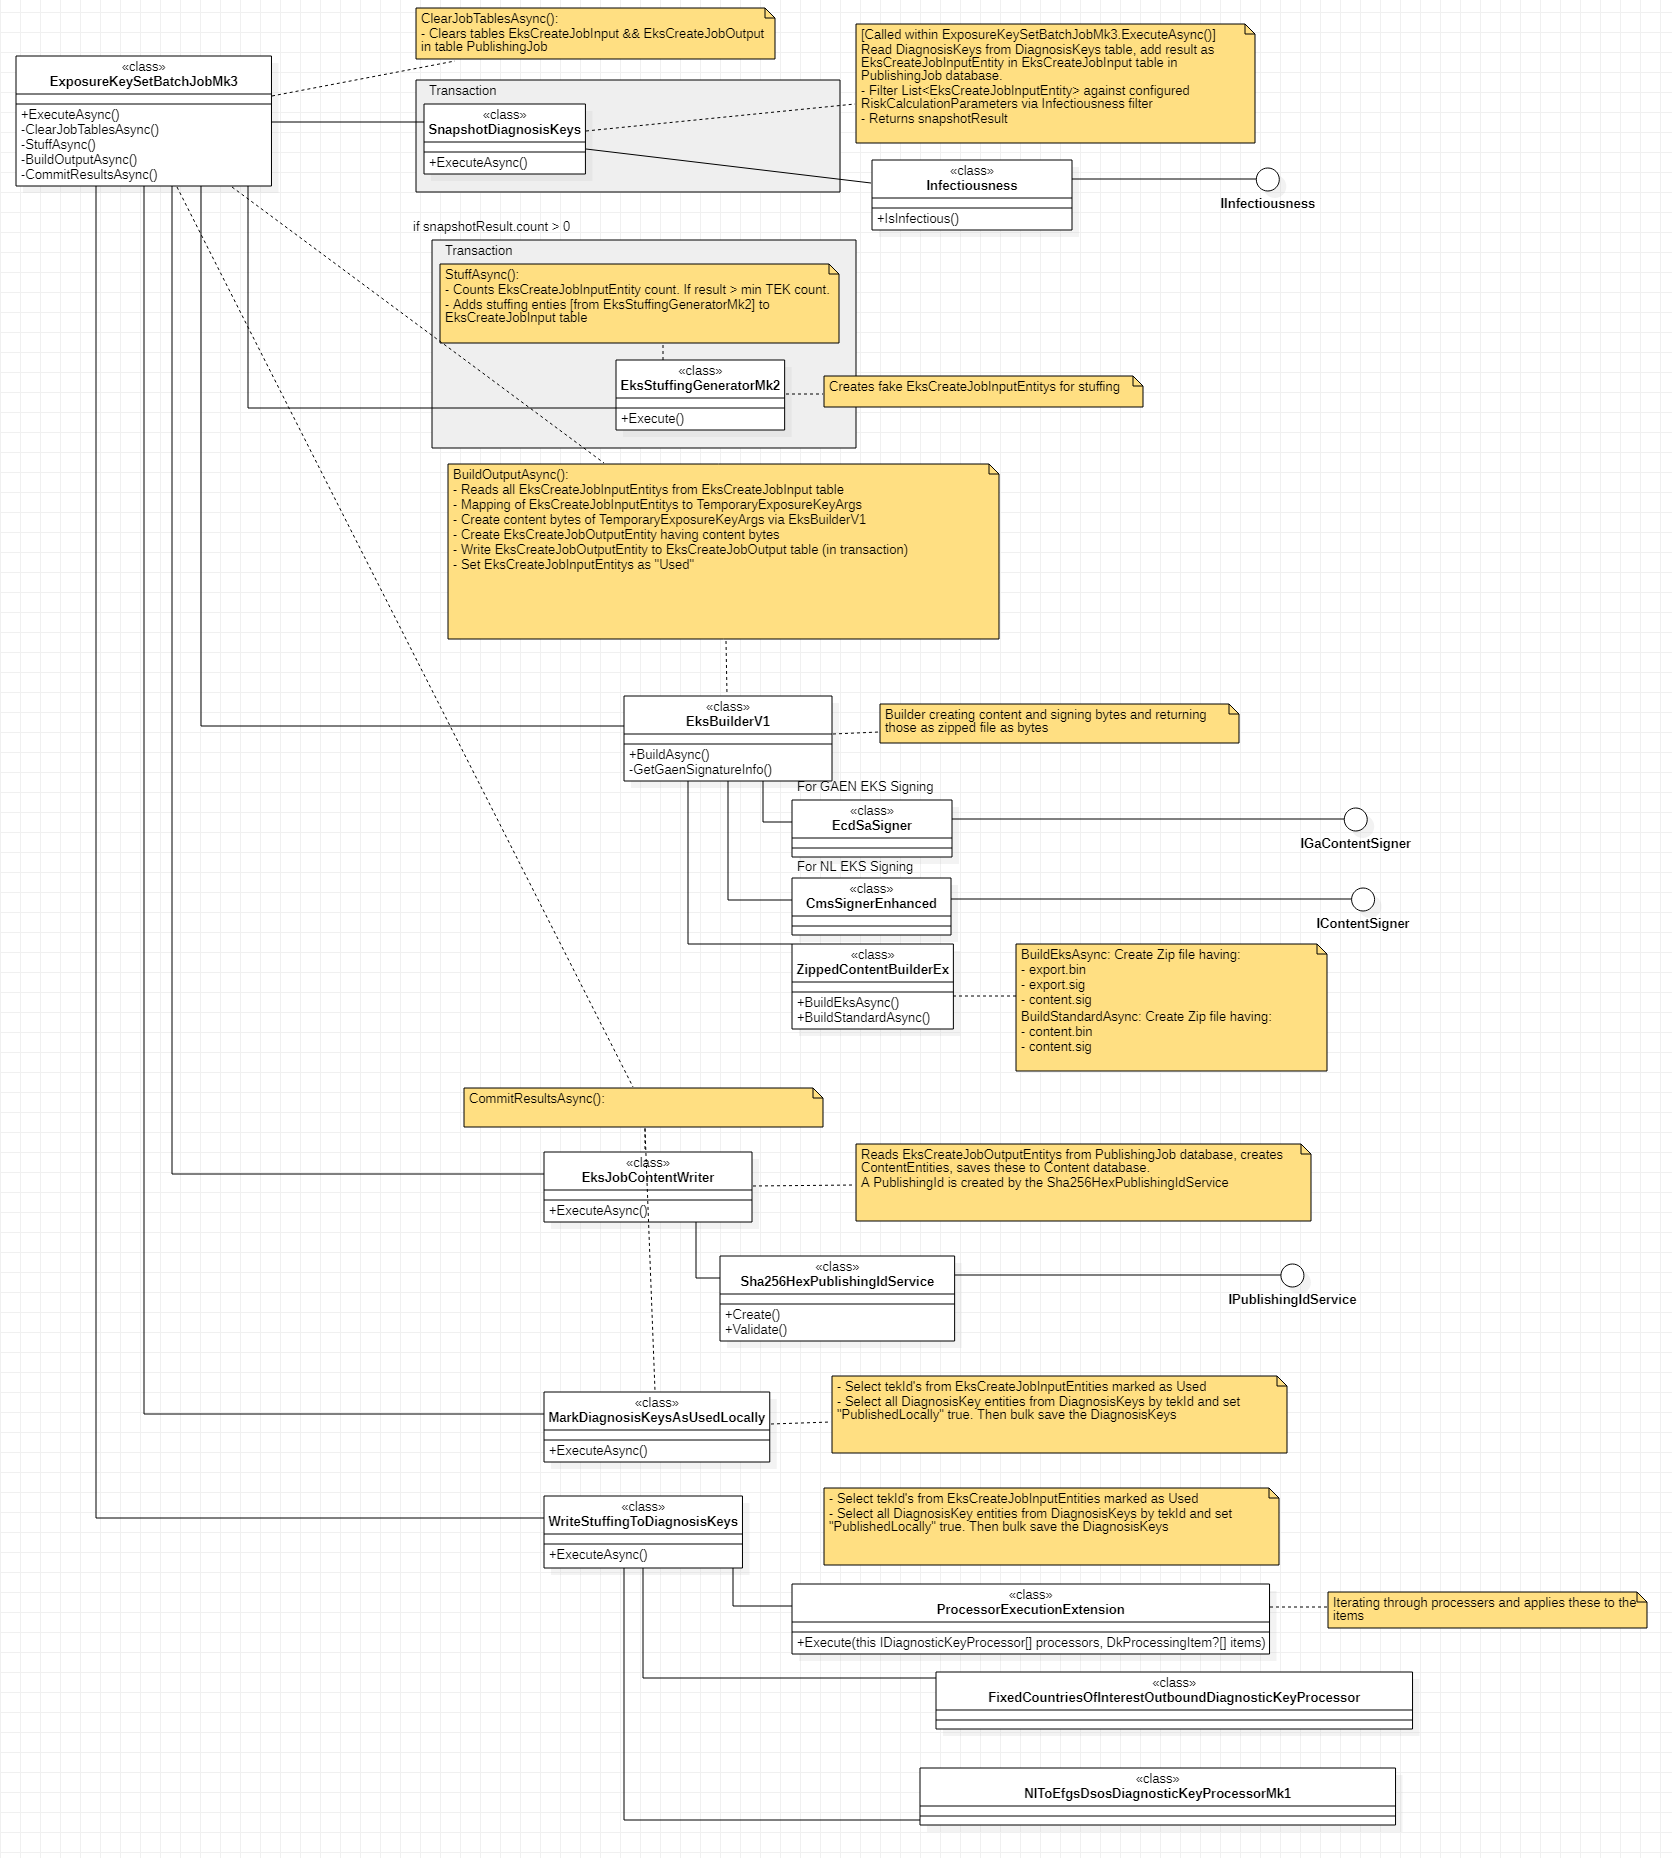 ClearJobTablesAsync():
- Clears tables EksCreateJobInput && EksCreateJobOutput
in table PublishingJob
[Called within ExposureKeySetBatchJobMk3.ExecuteAsync()]
Read DiagnosisKeys from DiagnosisKeys table, add result as
EksCreateJobInputEntity in EksCreateJobInput table in
PublishingJob database.
- Filter List<EksCreateJobInputEntity> against configured
RiskCalculationParameters via Infectiousness filter
- Returns snapshotResult
«class»
ExposureKeySetBatchJobMk3
+ExecuteAsync()
-ClearJobTablesAsync()
-StuffAsync()
-BuildOutputAsync()
-CommitResultsAsync()
Transaction
«class»
SnapshotDiagnosisKeys
+ExecuteAsync()
«class»
Infectiousness
+IsInfectious()
IInfectiousness
if snapshotResult.count > 0
Transaction
StuffAsync():
- Counts EksCreateJobInputEntity count. If result > min TEK count.
- Adds stuffing enties [from EksStuffingGeneratorMk2] to
EksCreateJobInput table
«class»
EksStuffingGeneratorMk2
+Execute()
Creates fake EksCreateJobInputEntitys for stuffing
BuildOutputAsync():
- Reads all EksCreateJobInputEntitys from EksCreateJobInput table
- Mapping of EksCreateJobInputEntitys to TemporaryExposureKeyArgs
- Create content bytes of TemporaryExposureKeyArgs via EksBuilderV1
- Create EksCreateJobOutputEntity having content bytes
- Write EksCreateJobOutputEntity to EksCreateJobOutput table (in transaction)
- Set EksCreateJobInputEntitys as "Used"
«class»
EksBuilderV1
+BuildAsync()
-GetGaenSignatureInfo()
Builder creating content and signing bytes and returning
those as zipped file as bytes
For GAEN EKS Signing
«class»
EcdSaSigner
IGaContentSigner
For NL EKS Signing
«class»
CmsSignerEnhanced
IContentSigner
«class»
ZippedContentBuilderEx
+BuildEksAsync()
+BuildStandardAsync()
BuildEksAsync: Create Zip file having:
- export.bin
- export.sig
- content.sig
BuildStandardAsync: Create Zip file having:
- content.bin
- content.sig
CommitResultsAsync():
«class»
EksJobContentWriter
+ExecuteAsync()
Reads EksCreateJobOutputEntitys from PublishingJob database, creates
ContentEntities, saves these to Content database.
A PublishingId is created by the Sha256HexPublishingIdService
«class»
Sha256HexPublishingIdService
+Create()
+Validate()
IPublishingIdService
«class»
MarkDiagnosisKeysAsUsedLocally
+ExecuteAsync()
- Select tekId's from EksCreateJobInputEntities marked as Used
- Select all DiagnosisKey entities from DiagnosisKeys by tekId and set
"PublishedLocally" true. Then bulk save the DiagnosisKeys
«class»
WriteStuffingToDiagnosisKeys
+ExecuteAsync()
- Select tekId's from EksCreateJobInputEntities marked as Used
- Select all DiagnosisKey entities from DiagnosisKeys by tekId and set
"PublishedLocally" true. Then bulk save the DiagnosisKeys
«class»
ProcessorExecutionExtension
+Execute(this IDiagnosticKeyProcessor[] processors, DkProcessingItem?[] items)
Iterating through processers and applies these to the
items
«class»
FixedCountriesOfInterestOutboundDiagnosticKeyProcessor
«class»
NlToEfgsDsosDiagnosticKeyProcessorMk1